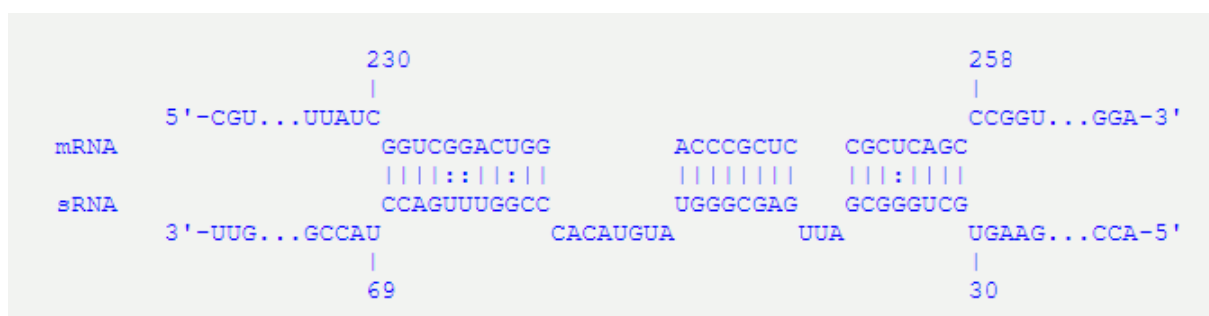 230 258
| |
5'-CGU...UUAUC CCGGU...GGA-3'
mRNA GGUCGGACUGG ACCCGCUC CGCUCAGC
||||::||:|| |||||||| |||:||||
sRNA CCAGUUUGGCC UGGGCGAG GCGGGUCG
3'-UUG...GCCAU CACAUGUA UUA UGAAG...CCA-5'
| |
69 30